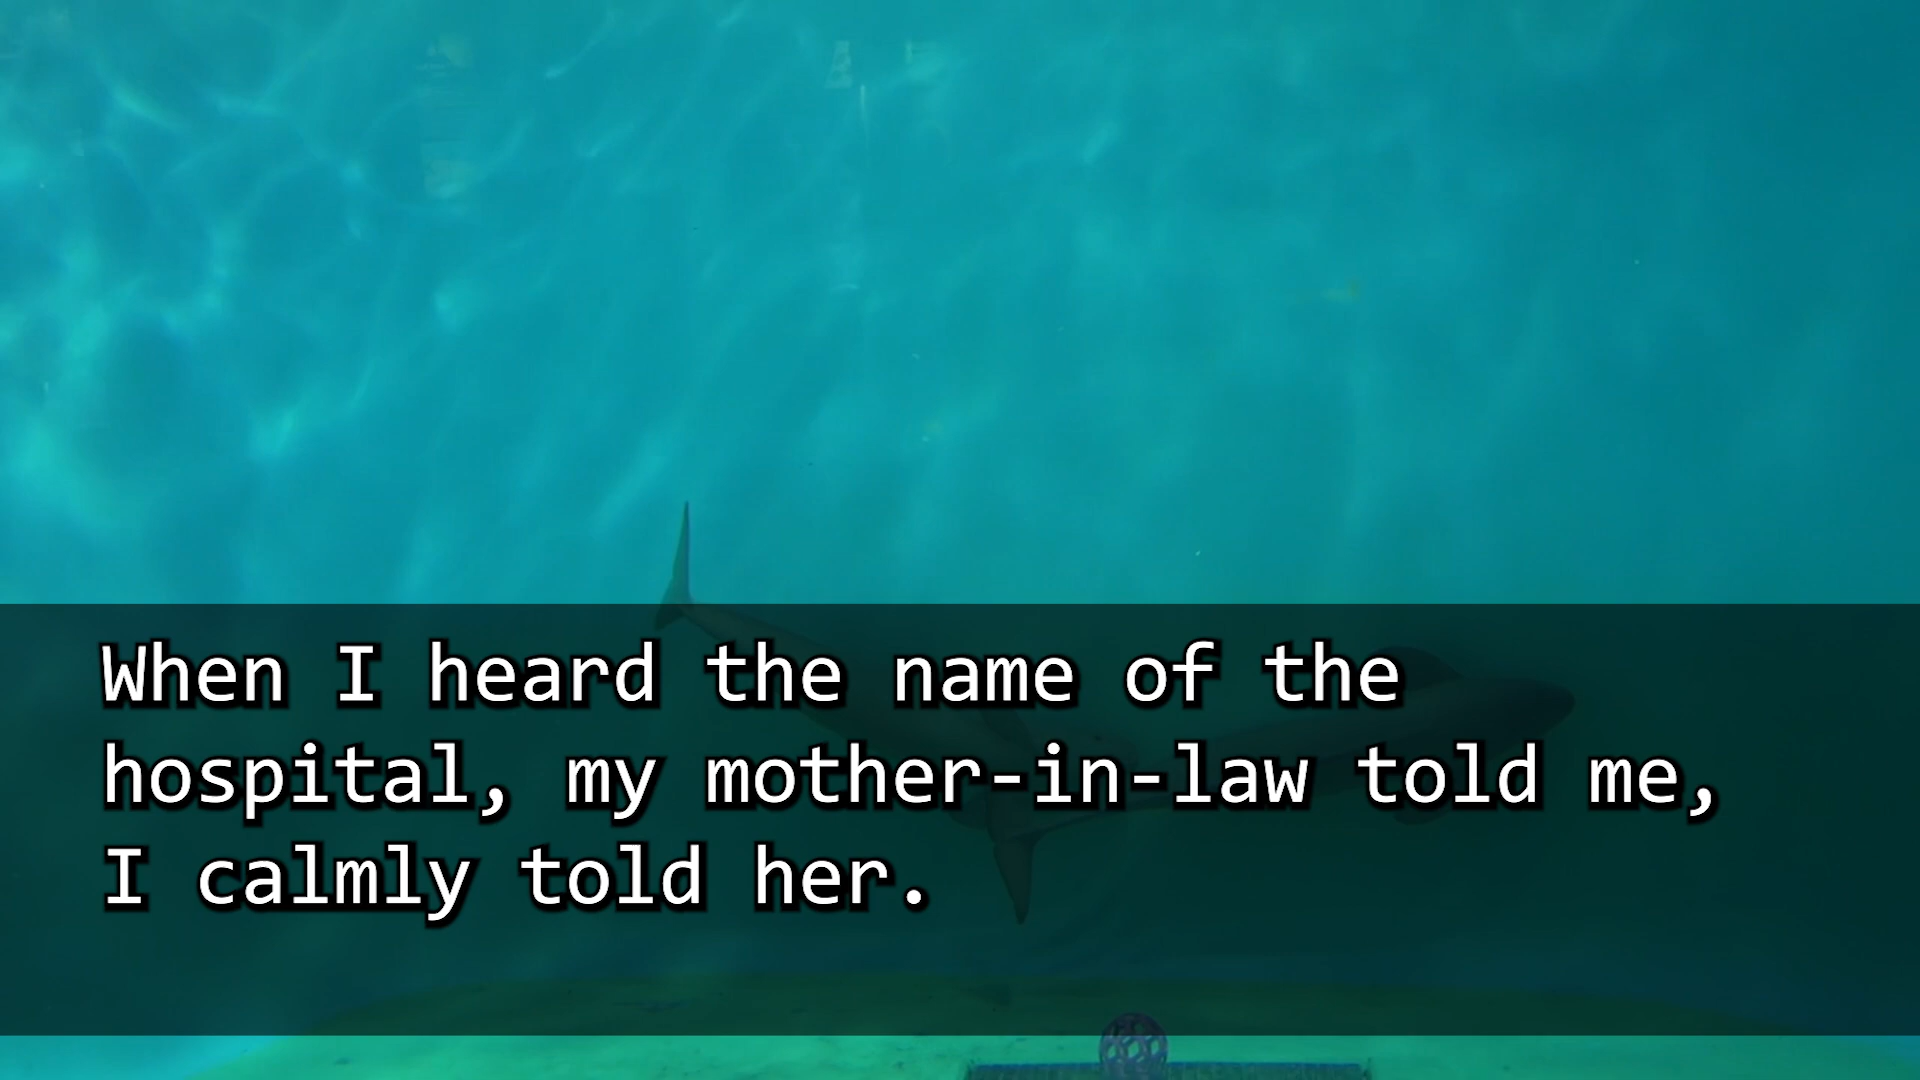 When I heard the name of the
hospital, my mother-in-law told me,
I calmly told her.